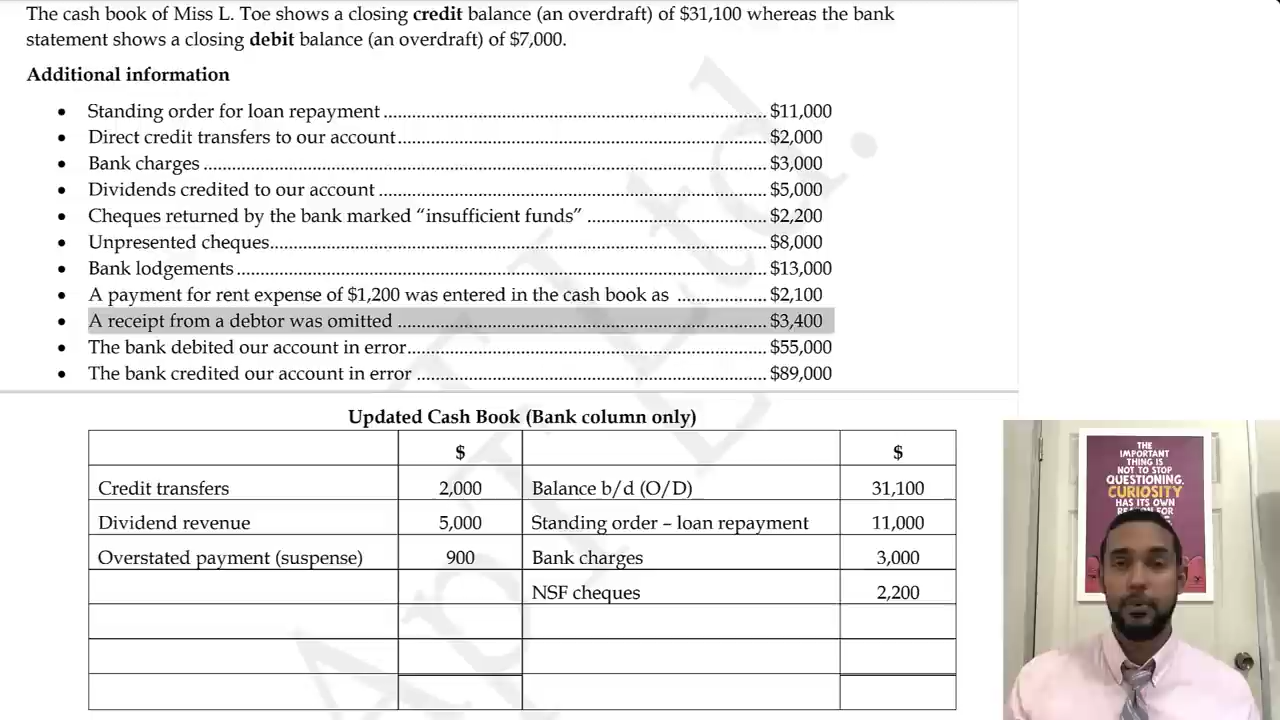 The cash book of Miss L. Toe shows a closing credit balance (an overdraft) of $31,100 whereas the bank
statement shows a closing debit balance (an overdraft) of $7,000.
Additional information
• Standing order for loan repayment ........ $11,000
• Direct credit transfers to our account ........ $2,000
• Bank charges ........ $3,000
• Dividends credited to our account ........ $5,000
• Cheques returned by the bank marked “insufficient funds” ........ $2,200
• Unpresented cheques ........ $8,000
• Bank lodgements ........ $13,000
• A payment for rent expense of $1,200 was entered in the cash book as ........ $2,100
• A receipt from a debtor was omitted ........ $3,400
• The bank debited our account in error ........ $55,000
• The bank credited our account in error ........ $89,000
Updated Cash Book (Bank column only)
$ $
Credit transfers 2,000 Balance b/d (O/D) 31,100
Dividend revenue 5,000 Standing order – loan repayment 11,000
Overstated payment (suspense) 900 Bank charges 3,000
NSF cheques 2,200
Ltd.
THE
IMPORTANT
THING IS
NOT TO STOP
QUESTIONING.
CURIOSITY
HAS ITS OWN